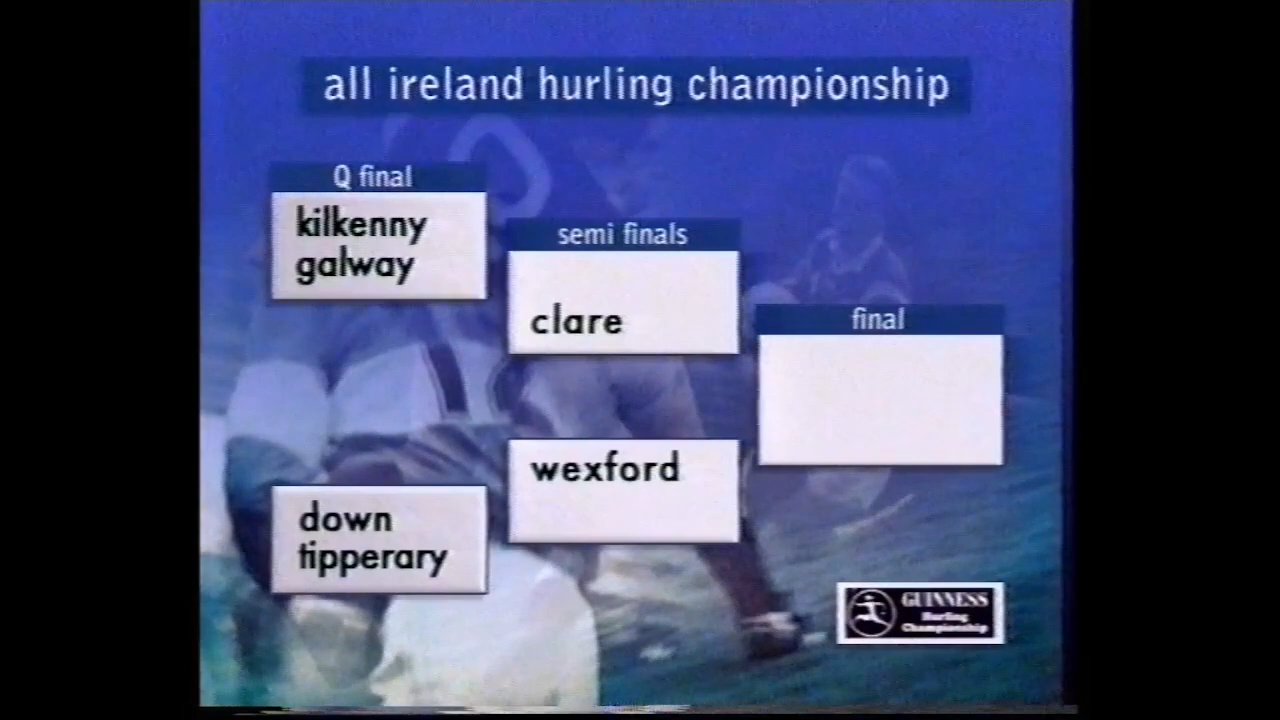 all ireland hurling championship
Q final
kilkenny
galway
semi finals
clare
final
wexford
down
tipperary
GUINNESS
Hurling
Championship